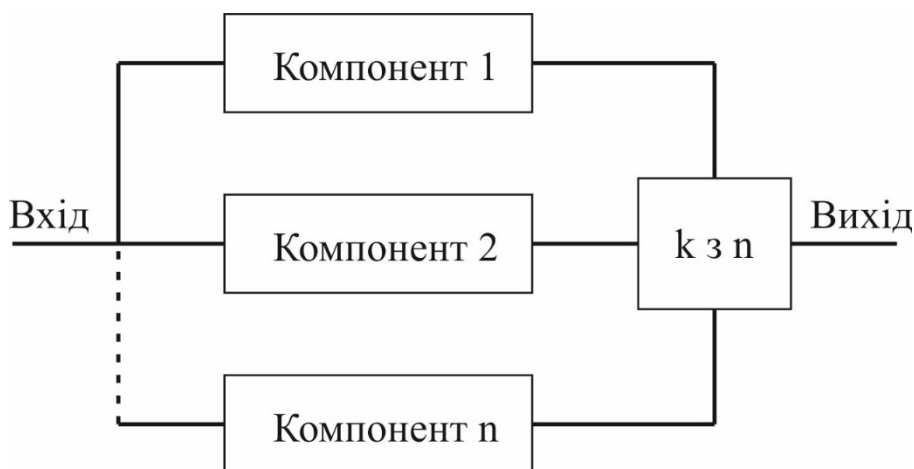 Компонент 1
Вхід
Компонент 2
k з n
Вихід
Компонент n